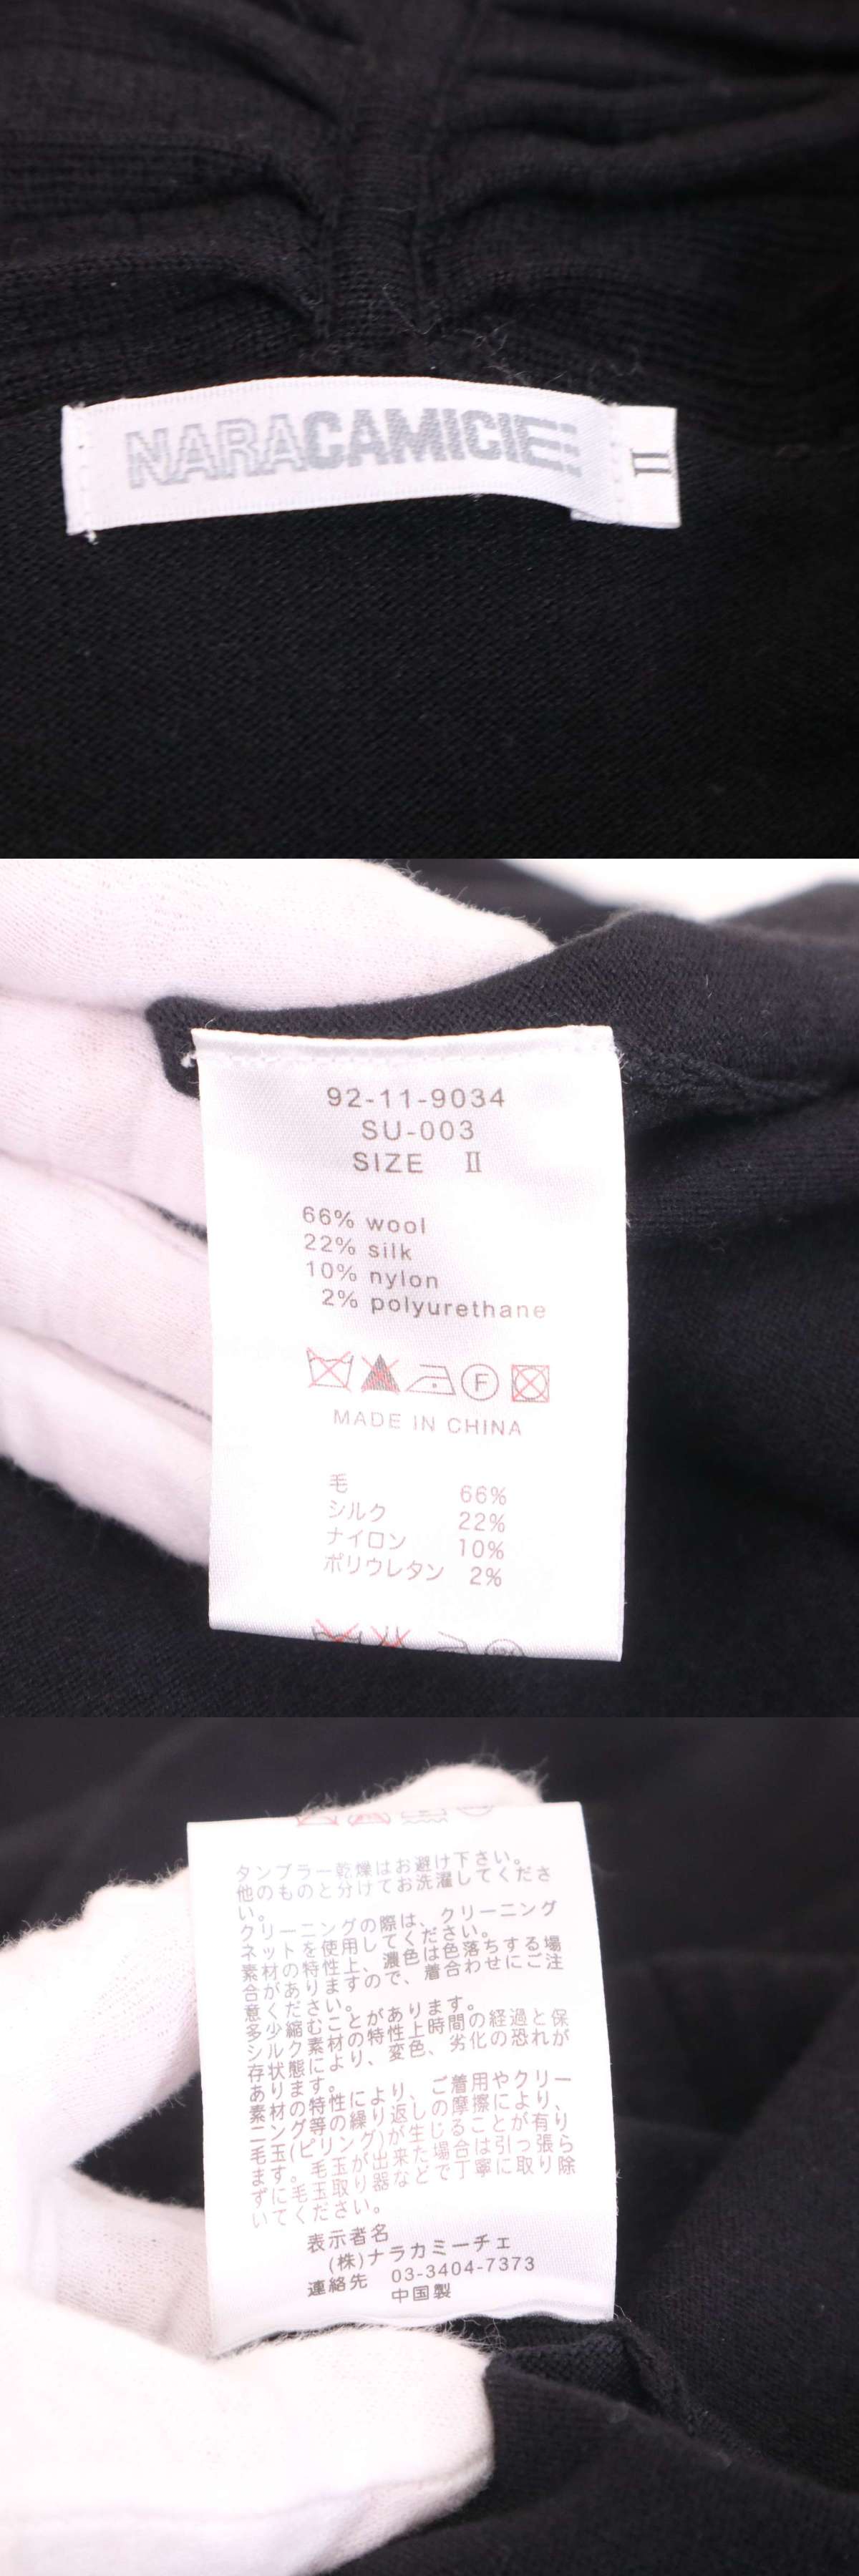 NARACAMICIE
II
92-11-9034
SU-003
SIZE Ⅱ
66% wool
22% silk
10% nylon
2% polyurethane
F
MADE IN CHINA
毛 66%
シルク 22%
ナイロン 10%
ポリウレタン 2%
タンブラー乾燥はお避け下さい。
他のものと分けてお洗濯してくださ
い。
クリーニングの際は、クリーニング
ネットを使用してください。
素材の特性上、濃色は色落ちする場
合がありますので、着合わせにご注
意ください。
多少縮むことがあります。
シルク素材の特性上時間の経過と保
存状態により、変色、劣化の恐れが
あります。
素材の特性により、ご着用やクリー
ニング等の繰り返しの摩擦により、
毛玉(ピリング)が生じることが有り
ます。毛玉が出来た場合は引っ張ら
ずに毛玉取り器などで丁寧に取り除
いてください。
表示者名
(株)ナラカミーチェ
連絡先 03-3404-7373
中国製